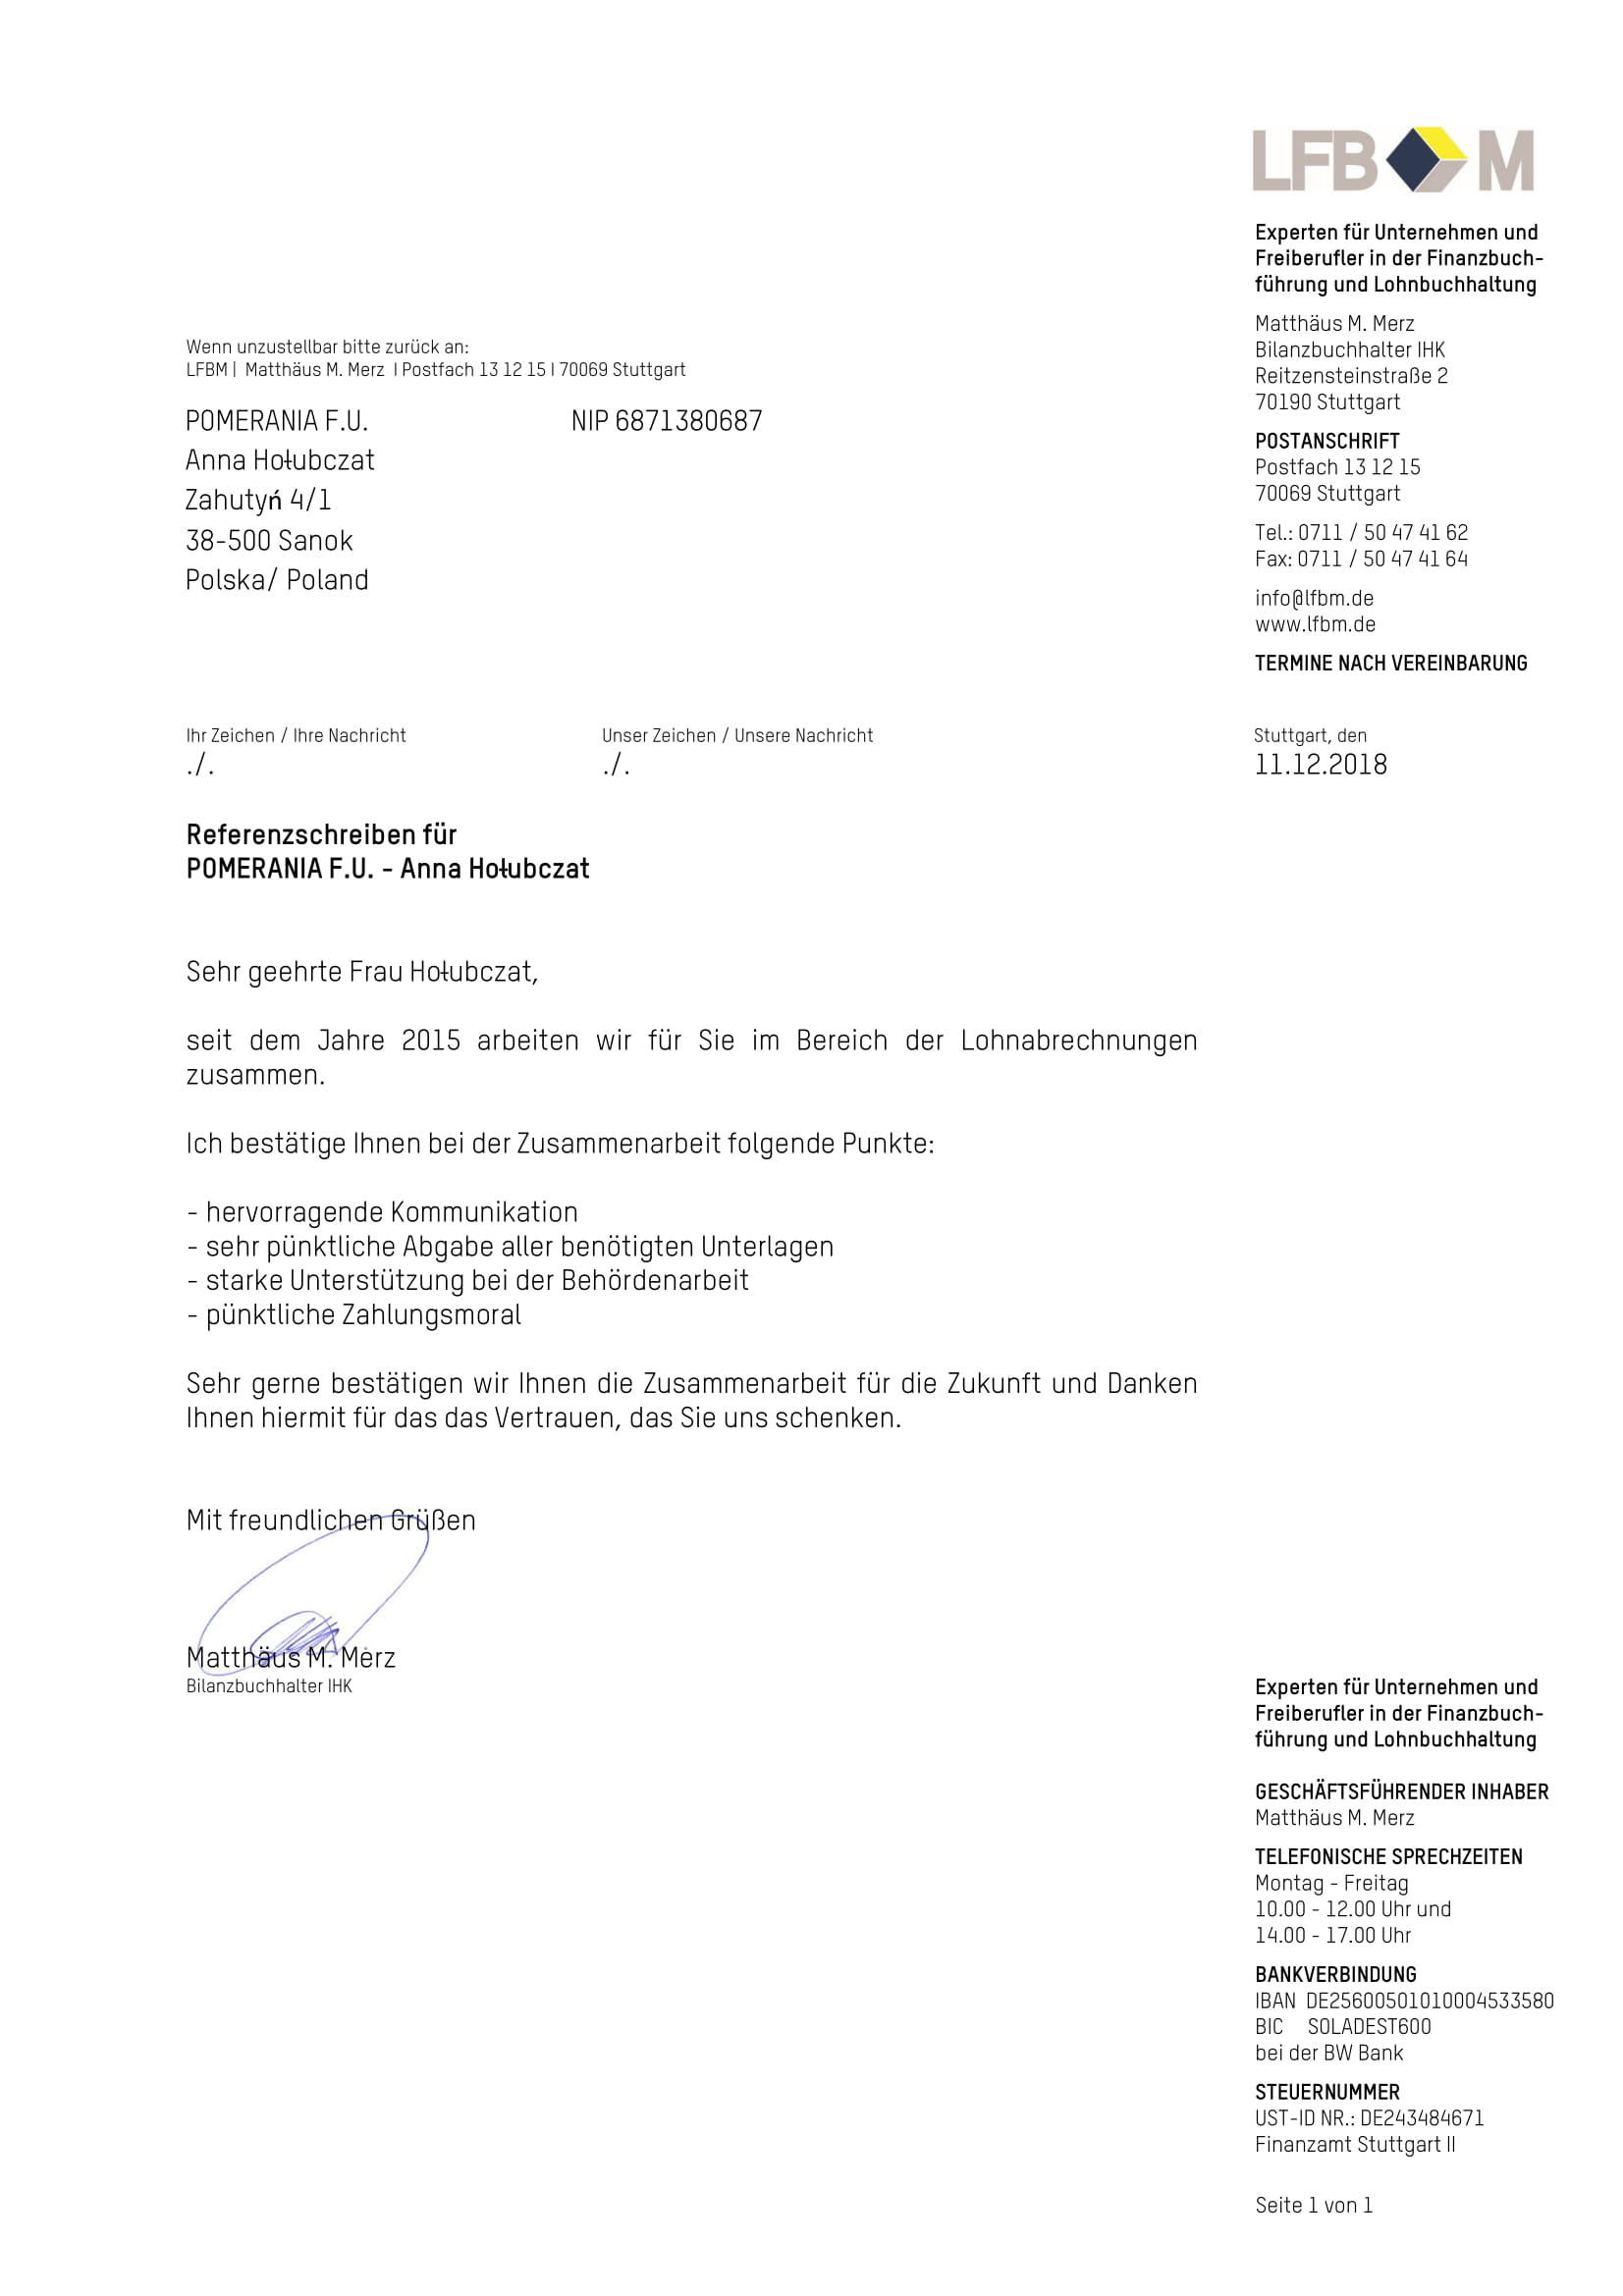 LFB M
Experten für Unternehmen und
Freiberufler in der Finanzbuch-
führung und Lohnbuchhaltung
Matthäus M. Merz
Bilanzbuchhalter IHK
Reitzensteinstraße 2
70190 Stuttgart
POSTANSCHRIFT
Postfach 13 12 15
70069 Stuttgart
Tel.: 0711 / 50 47 41 62
Fax: 0711 / 50 47 41 64
info@lfbm.de
www.lfbm.de
TERMINE NACH VEREINBARUNG
Wenn unzustellbar bitte zurück an:
LFBM | Matthäus M. Merz I Postfach 13 12 15 I 70069 Stuttgart
POMERANIA F.U. NIP 6871380687
Anna Hołubczat
Zahutyń 4/1
38-500 Sanok
Polska/ Poland
Ihr Zeichen / Ihre Nachricht Unser Zeichen / Unsere Nachricht Stuttgart, den
./. ./. 11.12.2018
Referenzschreiben für
POMERANIA F.U. - Anna Hołubczat
Sehr geehrte Frau Hołubczat,
seit dem Jahre 2015 arbeiten wir für Sie im Bereich der Lohnabrechnungen
zusammen.
Ich bestätige Ihnen bei der Zusammenarbeit folgende Punkte:
- hervorragende Kommunikation
- sehr pünktliche Abgabe aller benötigten Unterlagen
- starke Unterstützung bei der Behördenarbeit
- pünktliche Zahlungsmoral
Sehr gerne bestätigen wir Ihnen die Zusammenarbeit für die Zukunft und Danken
Ihnen hiermit für das das Vertrauen, das Sie uns schenken.
Mit freundlichen Grüßen
Matthäus M. Merz
Bilanzbuchhalter IHK
Experten für Unternehmen und
Freiberufler in der Finanzbuch-
führung und Lohnbuchhaltung
GESCHÄFTSFÜHRENDER INHABER
Matthäus M. Merz
TELEFONISCHE SPRECHZEITEN
Montag - Freitag
10.00 - 12.00 Uhr und
14.00 - 17.00 Uhr
BANKVERBINDUNG
IBAN DE25600501010004533580
BIC SOLADEST600
bei der BW Bank
STEUERNUMMER
UST-ID NR.: DE243484671
Finanzamt Stuttgart II
Seite 1 von 1